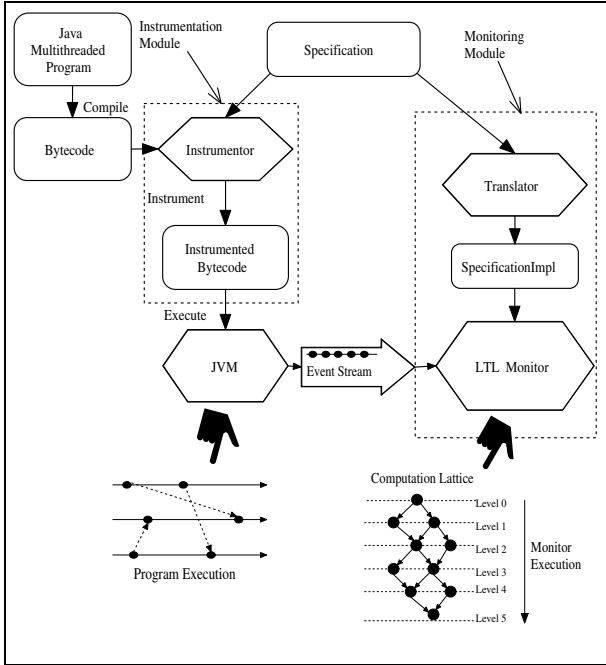 Java
Multithreaded
Program
Instrumentation
Module
Specification
Monitoring
Module
Compile
Bytecode
Instrumentor
Translator
Instrument
Instrumented
Bytecode
SpecificationImpl
Execute
JVM
Event Stream
LTL Monitor
Computation Lattice
Level 0
Level 1
Level 2
Level 3
Level 4
Level 5
Monitor
Execution
Program Execution